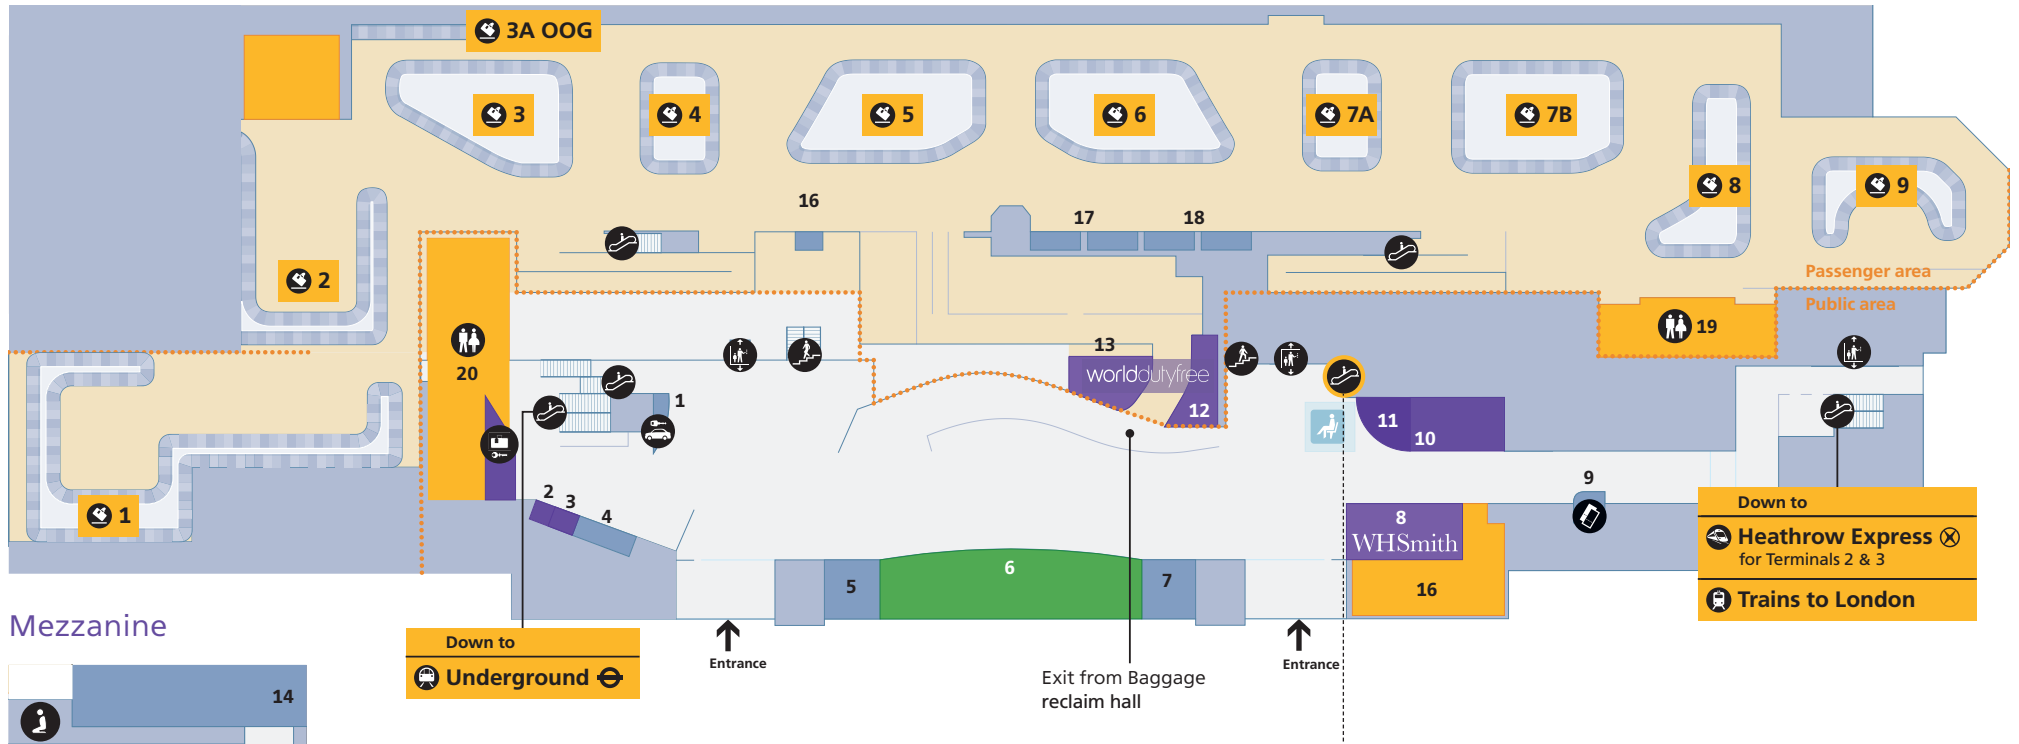 3A OOG
3
4
5
6
7A
7B
8
9
16
17
18
2
Passenger area
Public area
19
13
worlddutyfree
12
20
1
11
10
2
3
4
9
1
8
WHSmith
Down to
Heathrow Express
for Terminals 2 & 3
Trains to London
5
6
7
16
Mezzanine
Down to
Underground
Entrance
Entrance
Exit from Baggage
reclaim hall
14